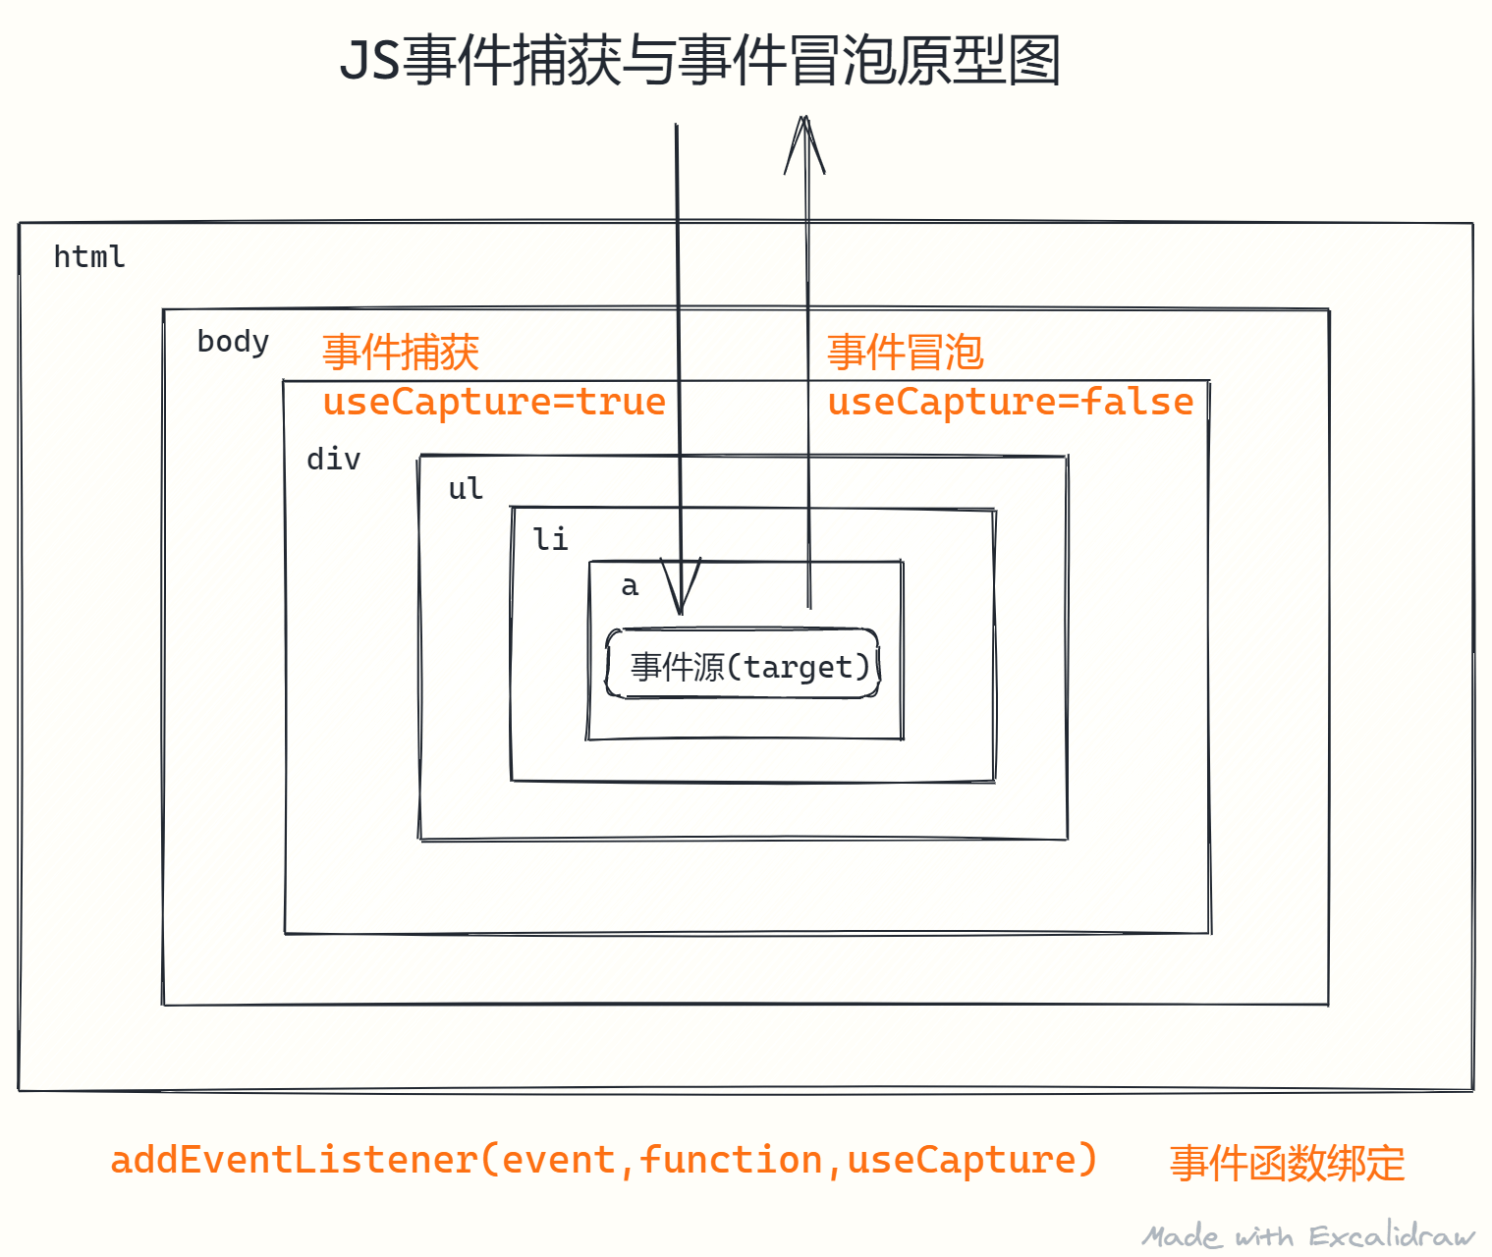 JS事件捕获与事件冒泡原型图
html
body
事件捕获
useCapture=true
事件冒泡
useCapture=false
div
ul
li
a
事件源(target)
addEventListener(event,function,useCapture)
事件函数绑定
Made with Excalidraw